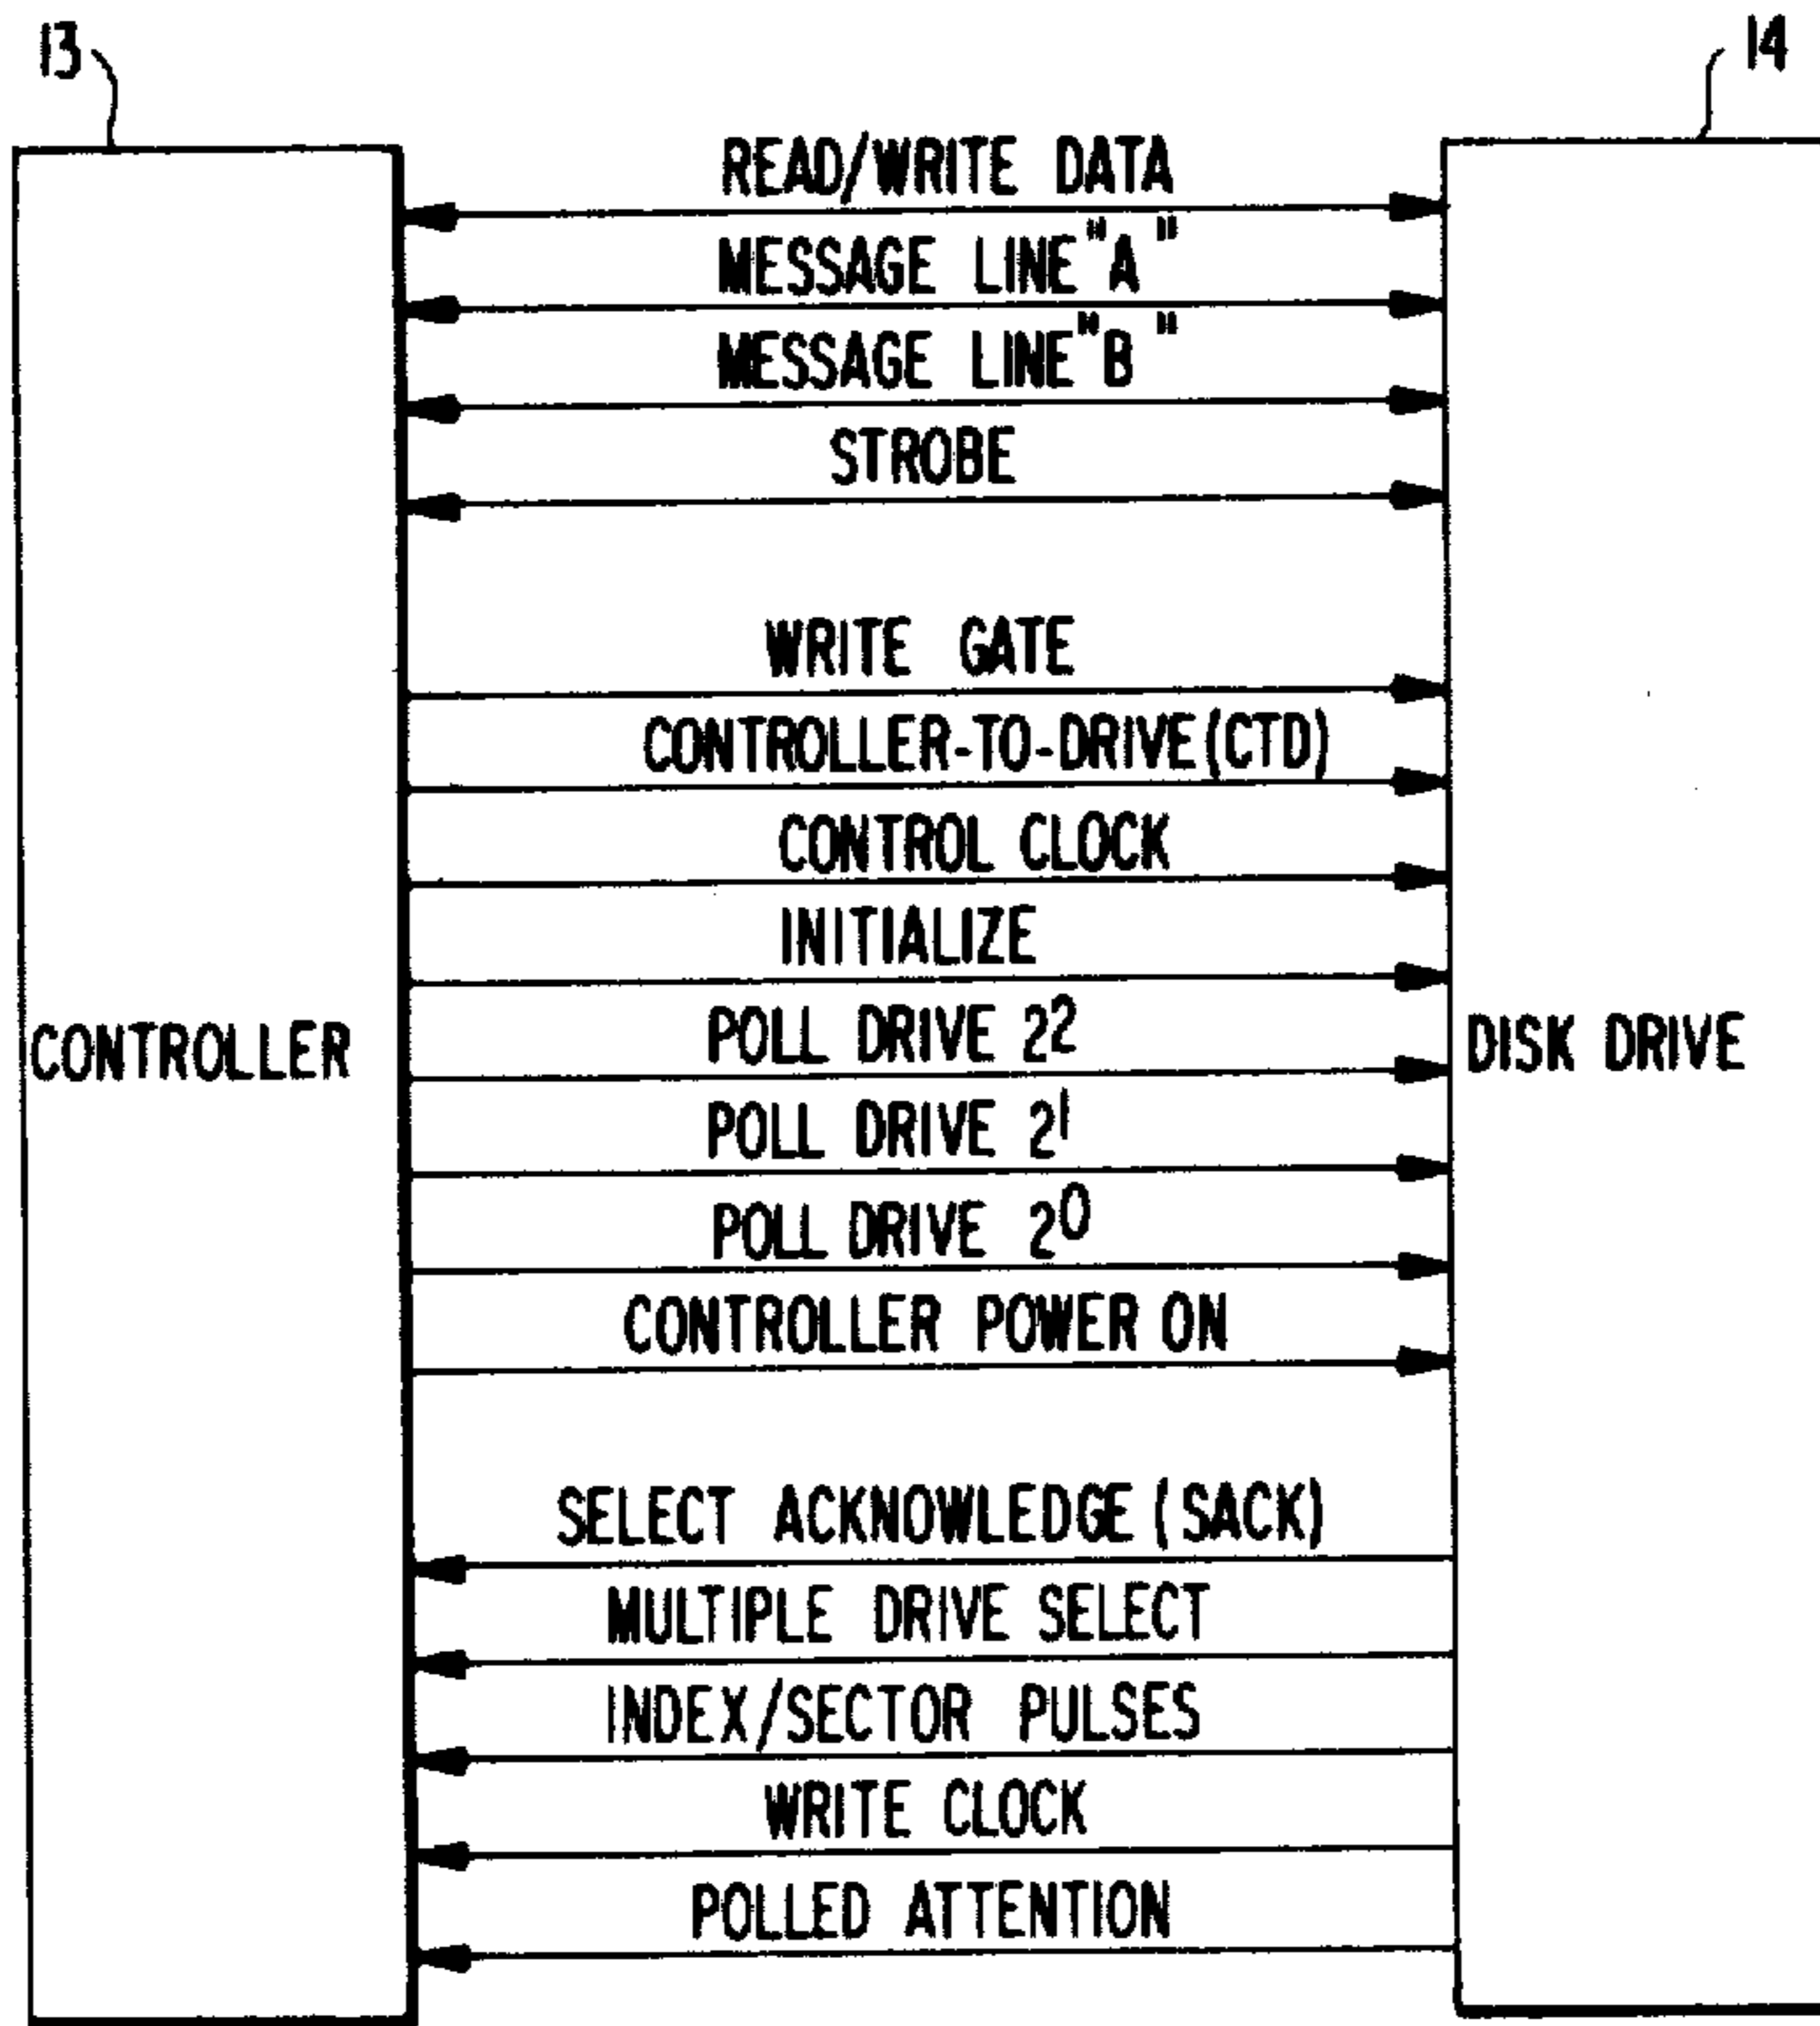 13
14
READ/WRITE DATA
MESSAGE LINE "A"
MESSAGE LINE "B"
STROBE
WRITE GATE
CONTROLLER-TO-DRIVE (CTD)
CONTROL CLOCK
INITIALIZE
POLL DRIVE 2²
CONTROLLER
DISK DRIVE
POLL DRIVE 2¹
POLL DRIVE 2⁰
CONTROLLER POWER ON
SELECT ACKNOWLEDGE (SACK)
MULTIPLE DRIVE SELECT
INDEX/SECTOR PULSES
WRITE CLOCK
POLLED ATTENTION